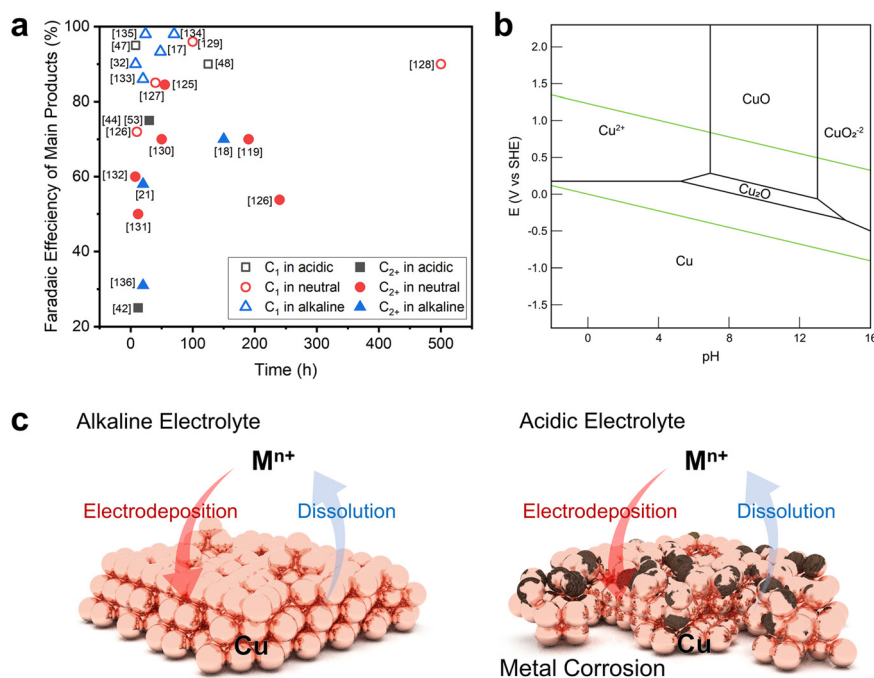 a
Faradaic Effeciency of Main Products (%)
100
80
60
40
20
[135]
[134]
[47]
[17]
[129]
[32]
[48]
[128]
[133]
[125]
[127]
[44] [53]
[126]
[130]
[18]
[119]
[132]
[21]
[126]
[131]
[136]
[42]
C₁ in acidic
C₂₊ in acidic
C₁ in neutral
C₂₊ in neutral
C₁ in alkaline
C₂₊ in alkaline
0 100 200 300 400 500
Time (h)
b
E (V vs SHE)
2.0
1.5
1.0
0.5
0.0
-0.5
-1.0
-1.5
Cu²⁺
CuO
CuO₂⁻²
Cu₂O
Cu
0 4 8 12 16
pH
c
Alkaline Electrolyte
Mⁿ⁺
Electrodeposition
Dissolution
Cu
Acidic Electrolyte
Mⁿ⁺
Electrodeposition
Dissolution
Cu
Metal Corrosion